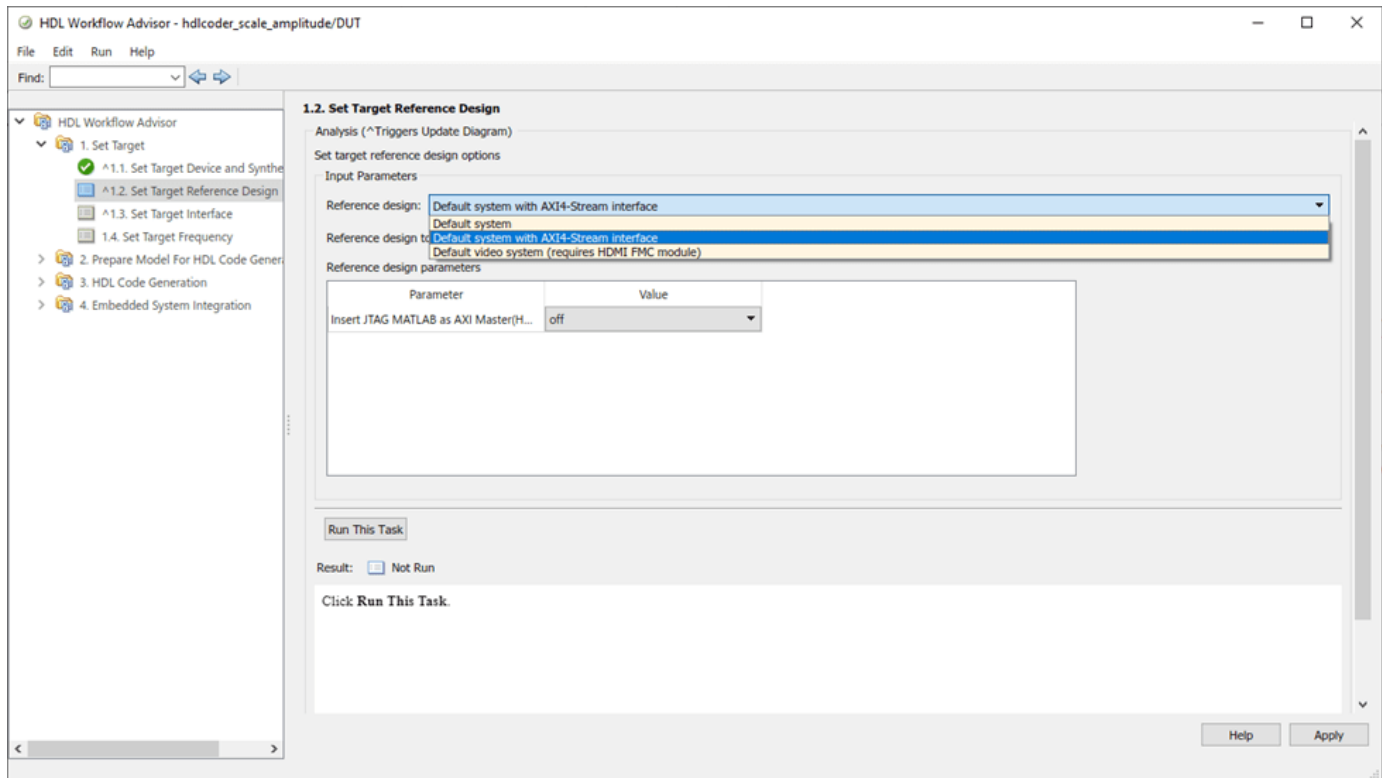 HDL Workflow Advisor - hdlcoder_scale_amplitude/DUT
File Edit Run Help
Find:
HDL Workflow Advisor
1. Set Target
^1.1. Set Target Device and Synthe
^1.2. Set Target Reference Design
^1.3. Set Target Interface
1.4. Set Target Frequency
2. Prepare Model For HDL Code Gener
3. HDL Code Generation
4. Embedded System Integration
1.2. Set Target Reference Design
Analysis (^Triggers Update Diagram)
Set target reference design options
Input Parameters
Reference design: Default system with AXI4-Stream interface
Default system
Reference design to Default system with AXI4-Stream interface
Default video system (requires HDMI FMC module)
Reference design parameters
Parameter Value
Insert JTAG MATLAB as AXI Master(H... off
Run This Task
Result: Not Run
Click Run This Task.
Help Apply